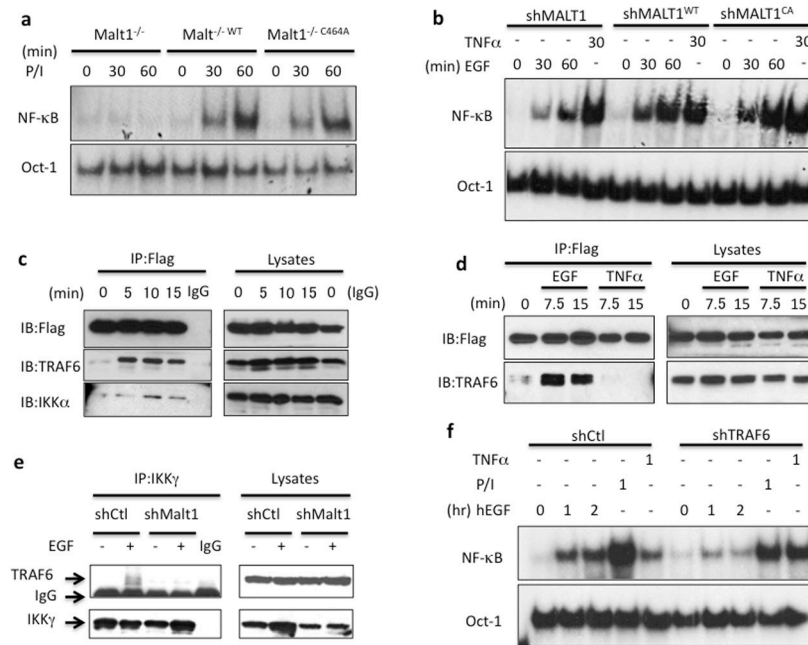 a
Malt1-/- Malt-/- WT Malt1-/- C464A
(min)
P/I 0 30 60 0 30 60 0 30 60
NF-κB
Oct-1
b
shMALT1 shMALT1WT shMALT1CA
TNFα 30 30 30
(min) EGF 0 30 60 0 30 60 0 30 60
NF-κB
Oct-1
c
IP:Flag Lysates
(min) 0 5 10 15 IgG 0 5 10 15 0 (IgG)
IB:Flag
IB:TRAF6
IB:IKKα
d
IP:Flag Lysates
EGF TNFα EGF TNFα
(min) 0 7.5 15 7.5 15 0 7.5 15 7.5 15
IB:Flag
IB:TRAF6
e
IP:IKKγ Lysates
shCtl shMalt1 shCtl shMalt1
EGF - + - + IgG - + - +
TRAF6
IgG
IKKγ
f
shCtl shTRAF6
TNFα - - - - 1 - - - - 1
P/I - - - 1 - - - - 1 -
(hr) hEGF 0 1 2 - - 0 1 2 - -
NF-κB
Oct-1